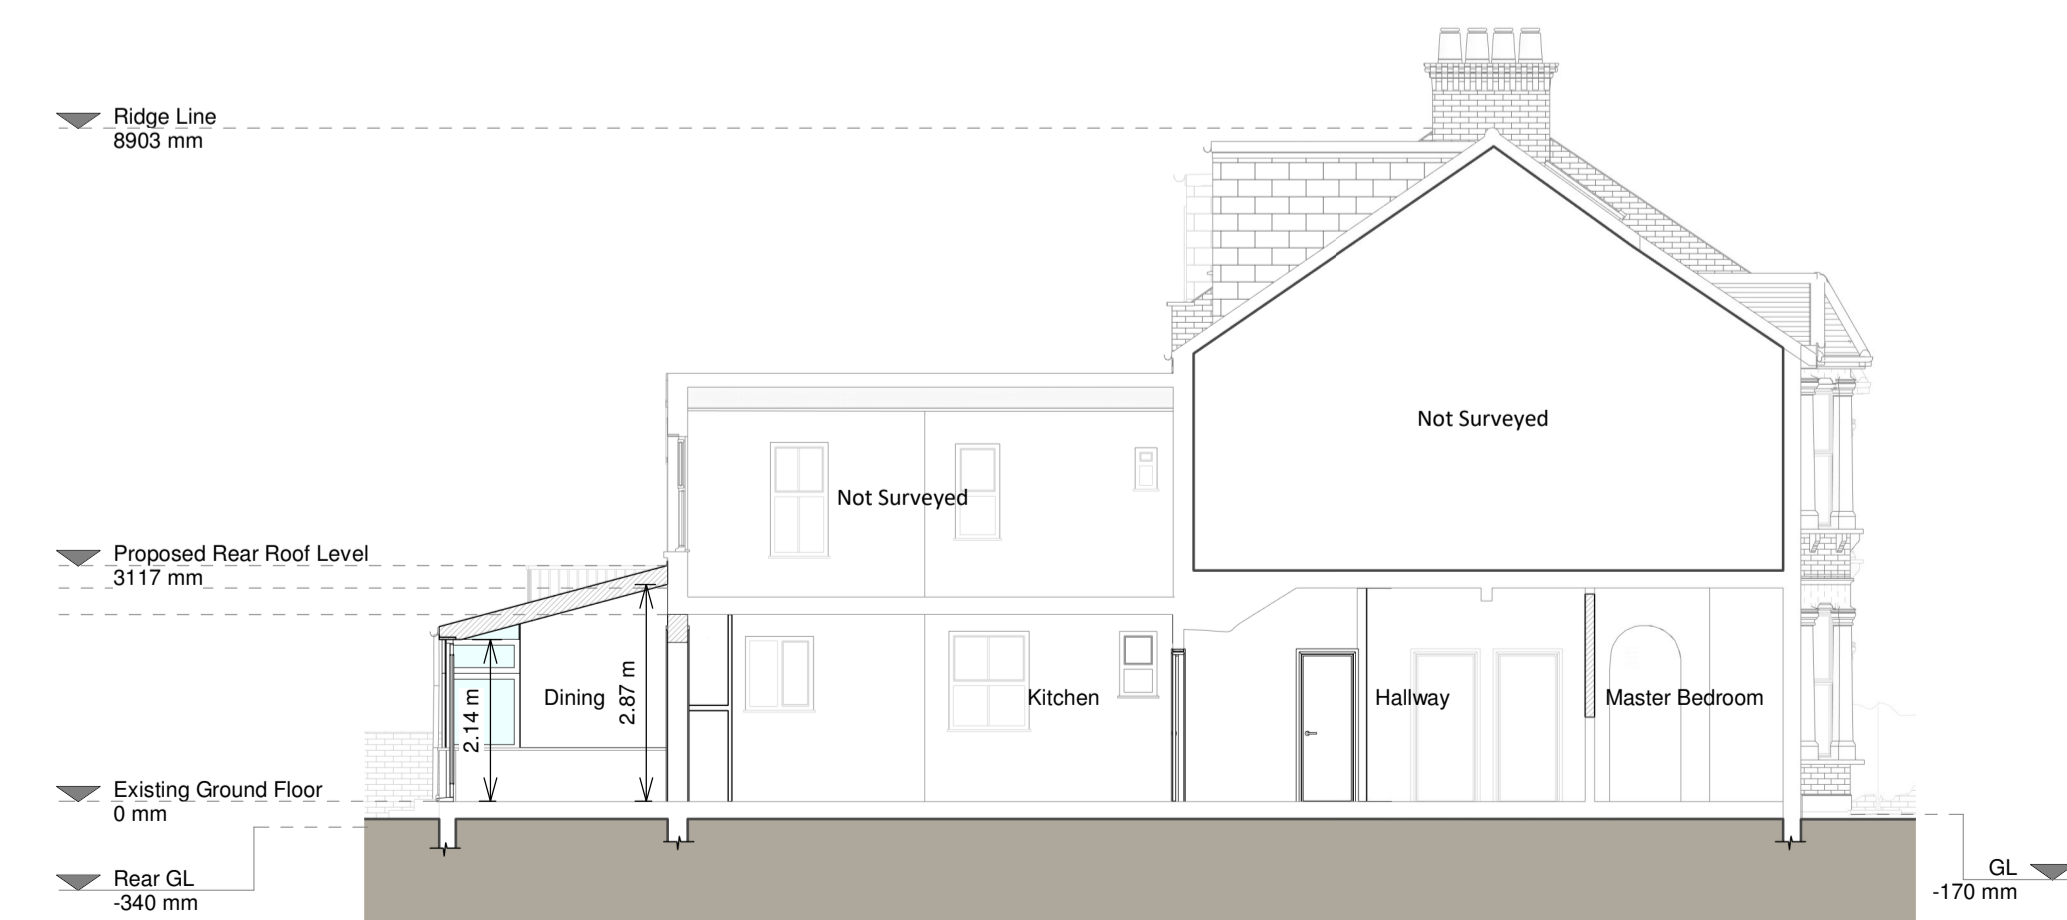 Ridge Line
8903 mm
Not Surveyed
Not Surveyed
Proposed Rear Roof Level
3117 mm
Dining
2.14 m
2.87 m
Kitchen
Hallway
Master Bedroom
Existing Ground Floor
0 mm
Rear GL
-340 mm
GL
-170 mm